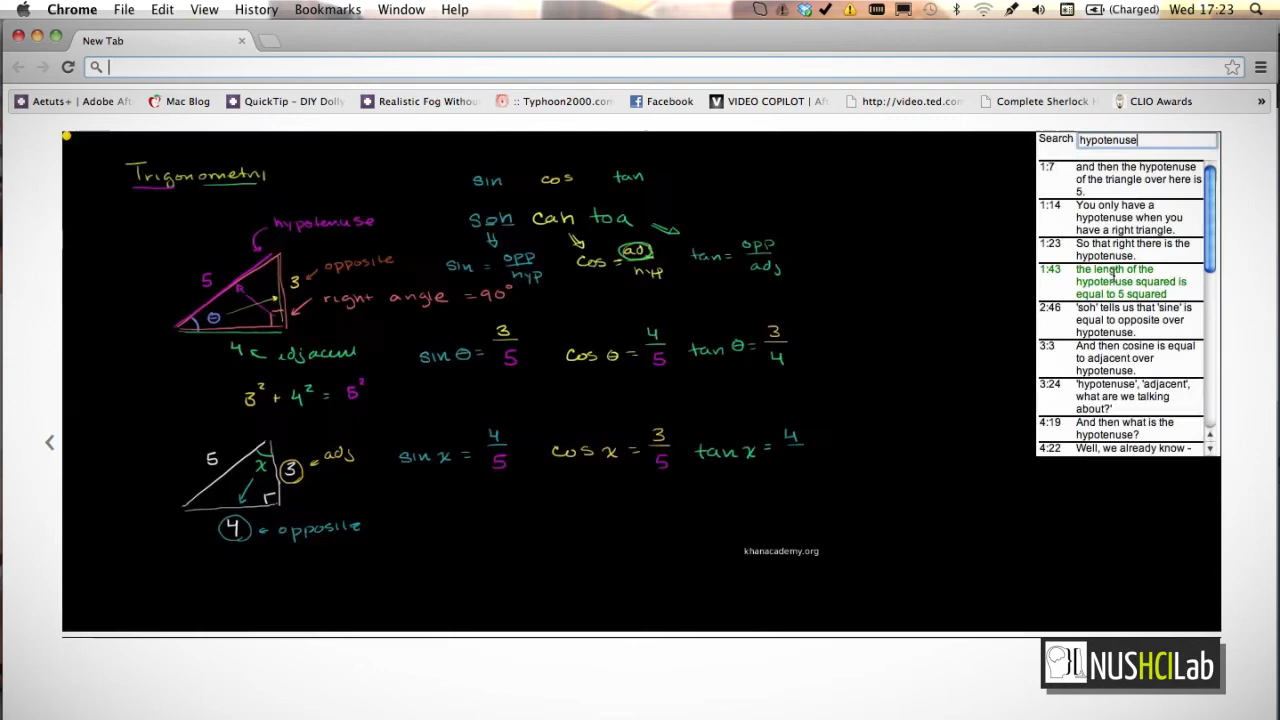 Chrome File Edit View History Bookmarks Window Help (Charged) Wed 17:23
New Tab
Aetuts+ | Adobe Aft Mac Blog QuickTip - DIY Dolly Realistic Fog Withou :: Typhoon2000.com Facebook VIDEO COPILOT | Aft http://video.ted.com Complete Sherlock H CLIO Awards »
Trigonometri
sin cos tan
soh cah toa
hypotenuse
5
3 opposite
right angle = 90°
θ
4 adjacent
3² + 4² = 5²
sin = opp/hyp cos = adj/hyp tan = opp/adj
sin θ = 3/5 cos θ = 4/5 tan θ = 3/4
5 x 3 adj
4 opposite
sin x = 4/5 cos x = 3/5 tan x = 4
khanacademy.org
Search hypotenuse
1:7 and then the hypotenuse
of the triangle over here is
5.
1:14 You only have a
hypotenuse when you
have a right triangle.
1:23 So that right there is the
hypotenuse.
1:43 the length of the
hypotenuse squared is
equal to 5 squared
2:46 'soh' tells us that 'sine' is
equal to opposite over
hypotenuse.
3:3 And then cosine is equal
to adjacent over
hypotenuse.
3:24 'hypotenuse', 'adjacent',
what are we talking
about?'
4:19 And then what is the
hypotenuse?
4:22 Well, we already know -
NUSHCILab